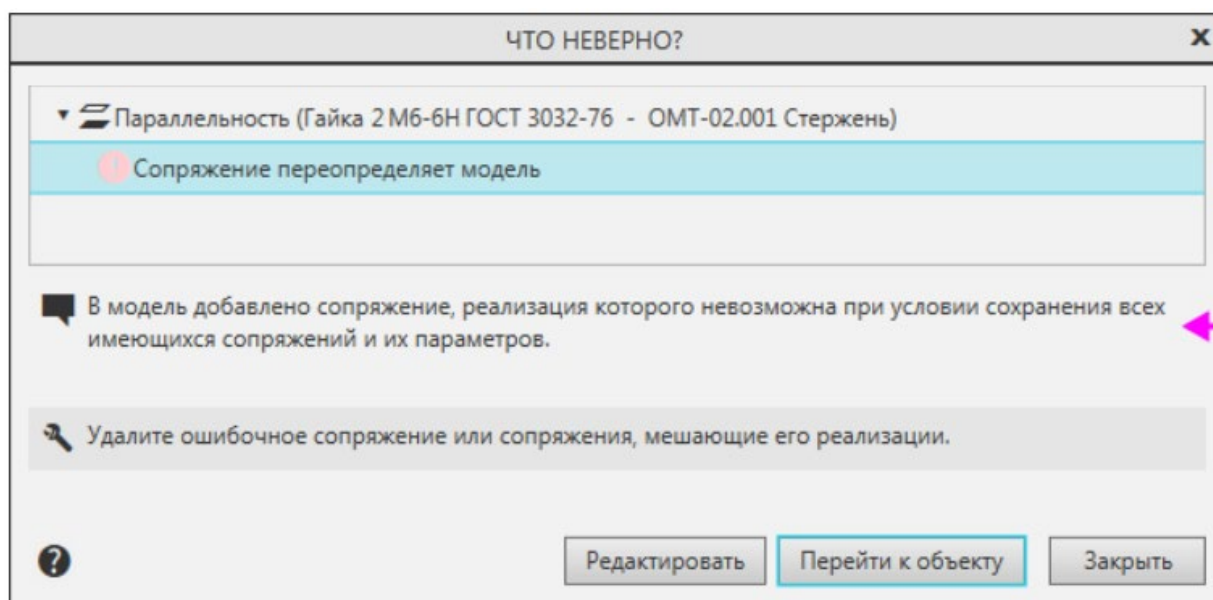 ЧТО НЕВЕРНО?
x
Параллельность (Гайка 2 М6-6Н ГОСТ 3032-76 - ОМТ-02.001 Стержень)
Сопряжение переопределяет модель
В модель добавлено сопряжение, реализация которого невозможна при условии сохранения всех
имеющихся сопряжений и их параметров.
Удалите ошибочное сопряжение или сопряжения, мешающие его реализации.
?
Редактировать
Перейти к объекту
Закрыть